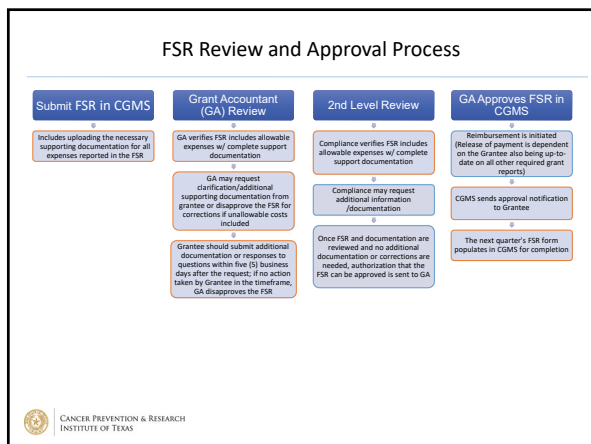 FSR Review and Approval Process
Submit FSR in CGMS
Includes uploading the necessary
supporting documentation for all
expenses reported in the FSR
Grant Accountant
(GA) Review
GA verifies FSR includes allowable
expenses w/ complete support
documentation
GA may request
clarification/additional
supporting documentation from
grantee or disapprove the FSR for
corrections if unallowable costs
included
Grantee should submit additional
documentation or responses to
questions within five (5) business
days after the request; if no action
taken by Grantee in the timeframe,
GA disapproves the FSR
2nd Level Review
Compliance verifies FSR includes
allowable expenses w/ complete
support documentation
Compliance may request
additional information
/documentation
Once FSR and documentation are
reviewed and no additional
documentation or corrections are
needed, authorization that the
FSR can be approved is sent to GA
GA Approves FSR in
CGMS
Reimbursement is initiated
(Release of payment is dependent
on the Grantee also being up-to-
date on all other required grant
reports)
CGMS sends approval notification
to Grantee
The next quarter's FSR form
populates in CGMS for completion
CANCER PREVENTION & RESEARCH
INSTITUTE OF TEXAS